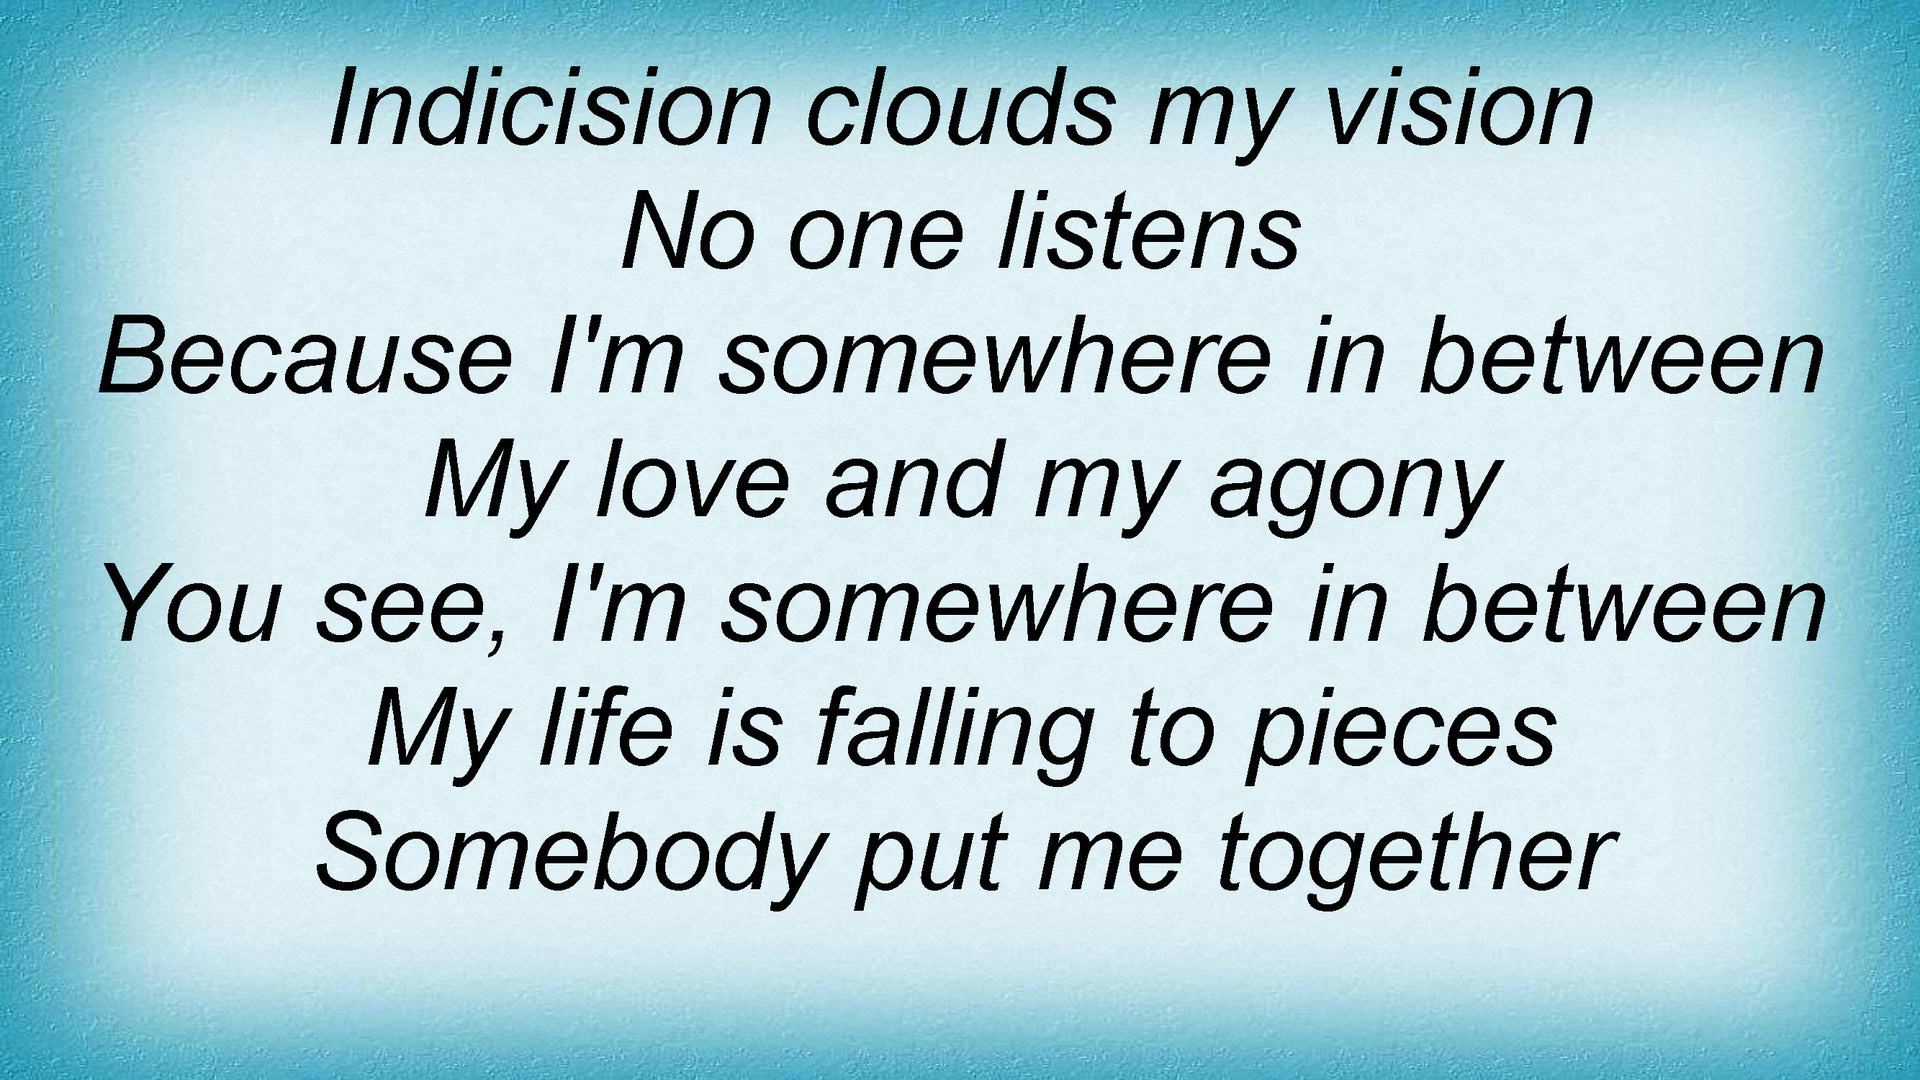 Indicision clouds my vision
No one listens
Because I'm somewhere in between
My love and my agony
You see, I'm somewhere in between
My life is falling to pieces
Somebody put me together